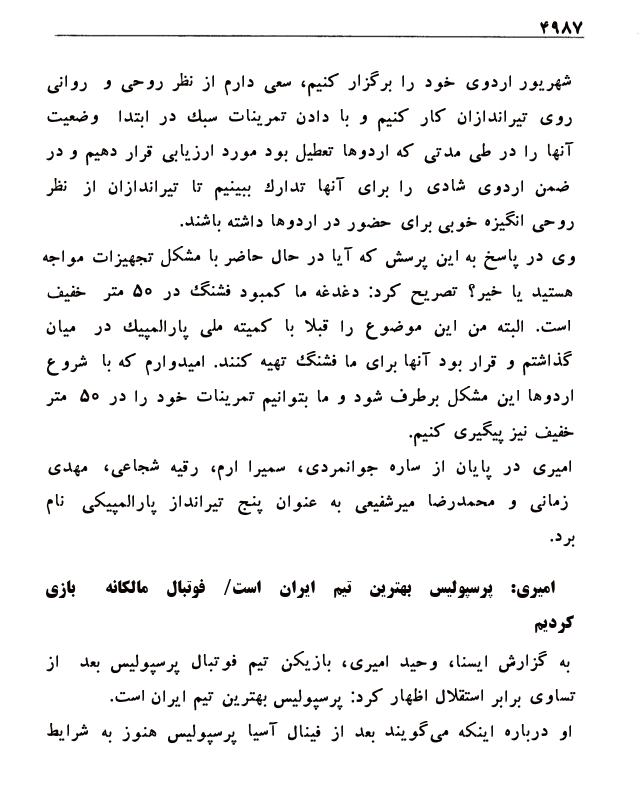 ۴۹۸۷
شهریور اردوی خود را برگزار کنیم، سعی دارم از نظر روحی و روانی
روی تیراندازان کار کنیم و با دادن تمرینات سبك در ابتدا وضعیت
آنها را در طی مدتی که اردوها تعطیل بود مورد ارزیابی قرار دهیم و در
ضمن اردوی شادی را برای آنها تدارك ببینیم تا تیراندازان از نظر
روحی انگیزه خوبی برای حضور در اردوها داشته باشند.
وی در پاسخ به این پرسش که آیا در حال حاضر با مشکل تجهیزات مواجه
هستید یا خیر؟ تصریح کرد: دغدغه ما کمبود فشنگ در ۵۰ متر خفیف
است. البته من این موضوع را قبلا با کمیته ملی پارالمپیك در میان
گذاشتم و قرار بود آنها برای ما فشنگ تهیه کنند. امیدوارم که با شروع
اردوها این مشکل برطرف شود و ما بتوانیم تمرینات خود را در ۵۰ متر
خفیف نیز پیگیری کنیم.
امیری در پایان از ساره جوانمردی، سمیرا ارم، رقیه شجاعی، مهدی
زمانی و محمدرضا میرشفیعی به عنوان پنج تیرانداز پارالمپیکی نام
برد.
امیری: پرسپولیس بهترین تیم ایران است/ فوتبال مالکانه بازی
کردیم
به گزارش ایسنا، وحید امیری، بازیکن تیم فوتبال پرسپولیس بعد از
تساوی برابر استقلال اظهار کرد: پرسپولیس بهترین تیم ایران است.
او درباره اینکه می‌گویند بعد از فینال آسیا پرسپولیس هنوز به شرایط